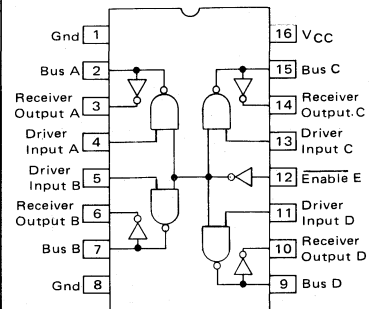 Gnd 1
Bus A 2
Receiver
Output A 3
Driver
Input A 4
Driver
Input B 5
Receiver
Output B 6
Bus B 7
Gnd 8
16 VCC
15 Bus C
14 Receiver
Output.C
13 Driver
Input C
12 Enable E
11 Driver
Input D
10 Receiver
Output D
9 Bus D